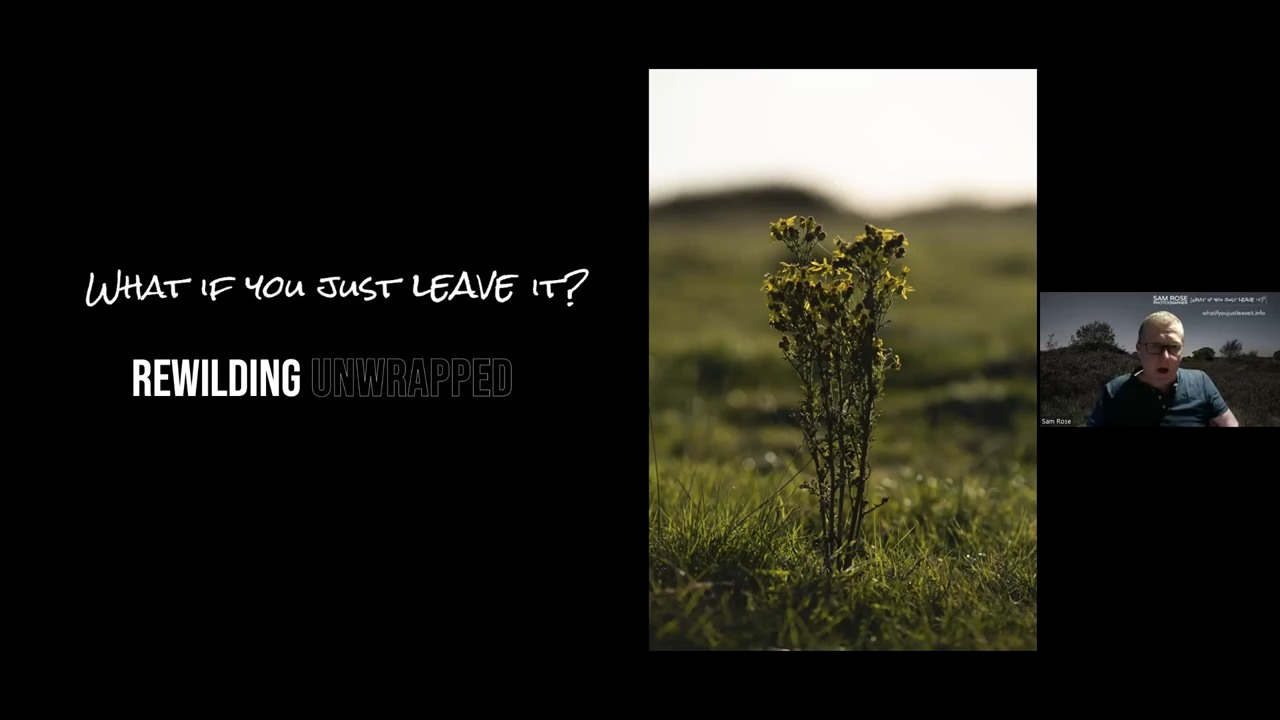 WHAT IF YOU JUST LEAVE IT?
REWILDING UNWRAPPED
SAM ROSE [WHAT IF YOU JUST LEAVE IT?]
PHOTOGRAPHER
whatifyoujustleaveit.info
Sam Rose